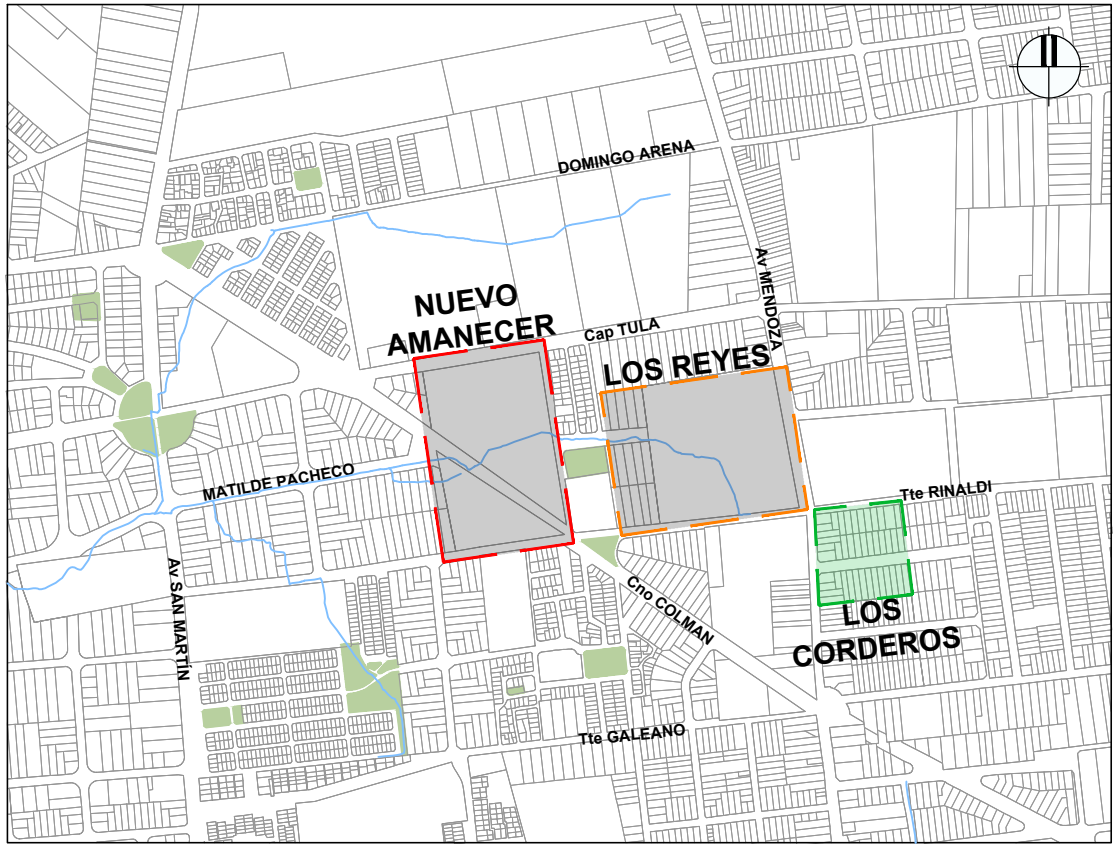 DOMINGO ARENA
Av MENDOZA
NUEVO
AMANECER
Cap TULA
LOS REYES
MATILDE PACHECO
Tte RINALDI
Av SAN MARTÍN
Cno COLMAN
LOS
CORDEROS
Tte GALEANO